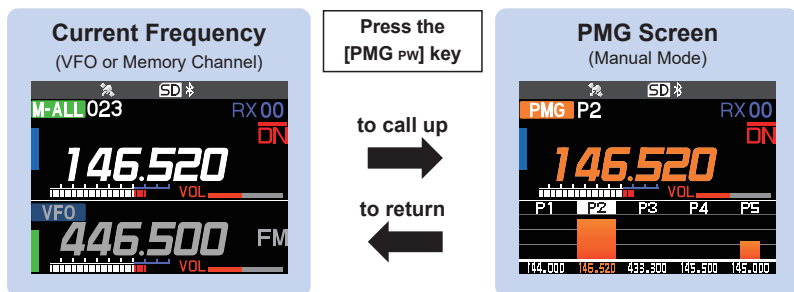 Current Frequency
(VFO or Memory Channel)
SD
M-ALL 023 RX 00
DN
146.520
VOL
VFO
446.500 FM
VOL
Press the
[PMG PW] key
to call up
to return
PMG Screen
(Manual Mode)
SD
PMG P2 RX 00
DN
146.520
VOL
P1 P2 P3 P4 P5
144.000 146.520 433.300 145.500 145.000